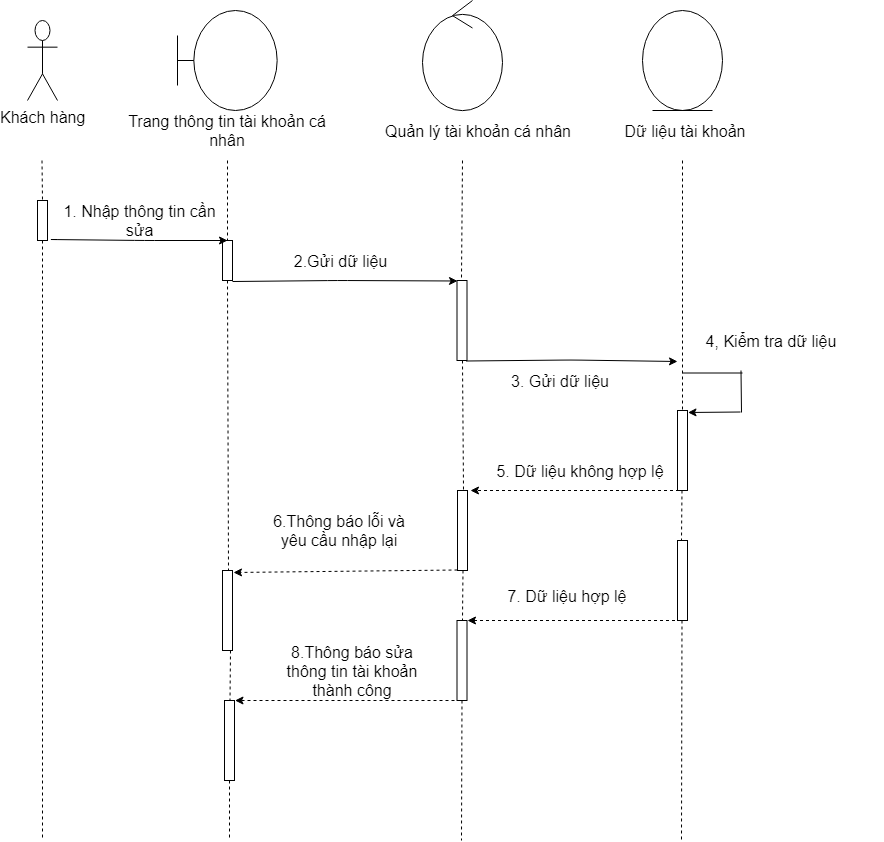 Khách hàng
Trang thông tin tài khoản cá
nhân
Quản lý tài khoản cá nhân
Dữ liệu tài khoản
1. Nhập thông tin cần
sửa
2.Gửi dữ liệu
4, Kiểm tra dữ liệu
3. Gửi dữ liệu
5. Dữ liệu không hợp lệ
6.Thông báo lỗi và
yêu cầu nhập lại
7. Dữ liệu hợp lệ
8.Thông báo sửa
thông tin tài khoản
thành công